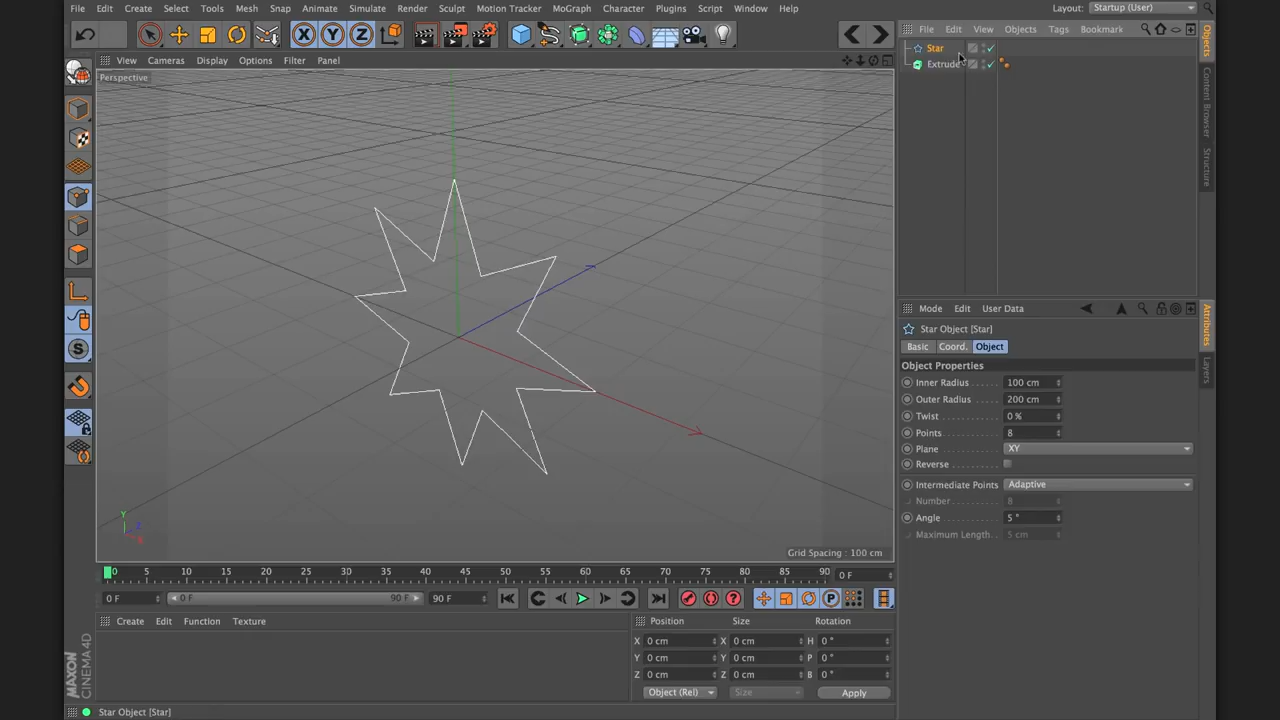 File Edit Create Select Tools Mesh Snap Animate Simulate Render Sculpt Motion Tracker MoGraph Character Plugins Script Window Help Layout: Startup (User)
X Y Z
View Cameras Display Options Filter Panel
Perspective
Grid Spacing : 100 cm
Y
Z
X
File Edit View Objects Tags Bookmark
Star
Extrude
Objects
Content Browser
Structure
Mode Edit User Data
Star Object [Star]
Basic Coord. Object
Object Properties
Inner Radius 100 cm
Outer Radius 200 cm
Twist 0 %
Points 8
Plane XY
Reverse
Intermediate Points Adaptive
Number 8
Angle 5 °
Maximum Length 5 cm
Attributes
Layers
0 5 10 15 20 25 30 35 40 45 50 55 60 65 70 75 80 85 90 0 F
0 F 0 F 90 F 90 F
P
Create Edit Function Texture
Position Size Rotation
X 0 cm X 0 cm H 0 °
Y 0 cm Y 0 cm P 0 °
Z 0 cm Z 0 cm B 0 °
Object (Rel) Size Apply
MAXON
CINEMA4D
Star Object [Star]